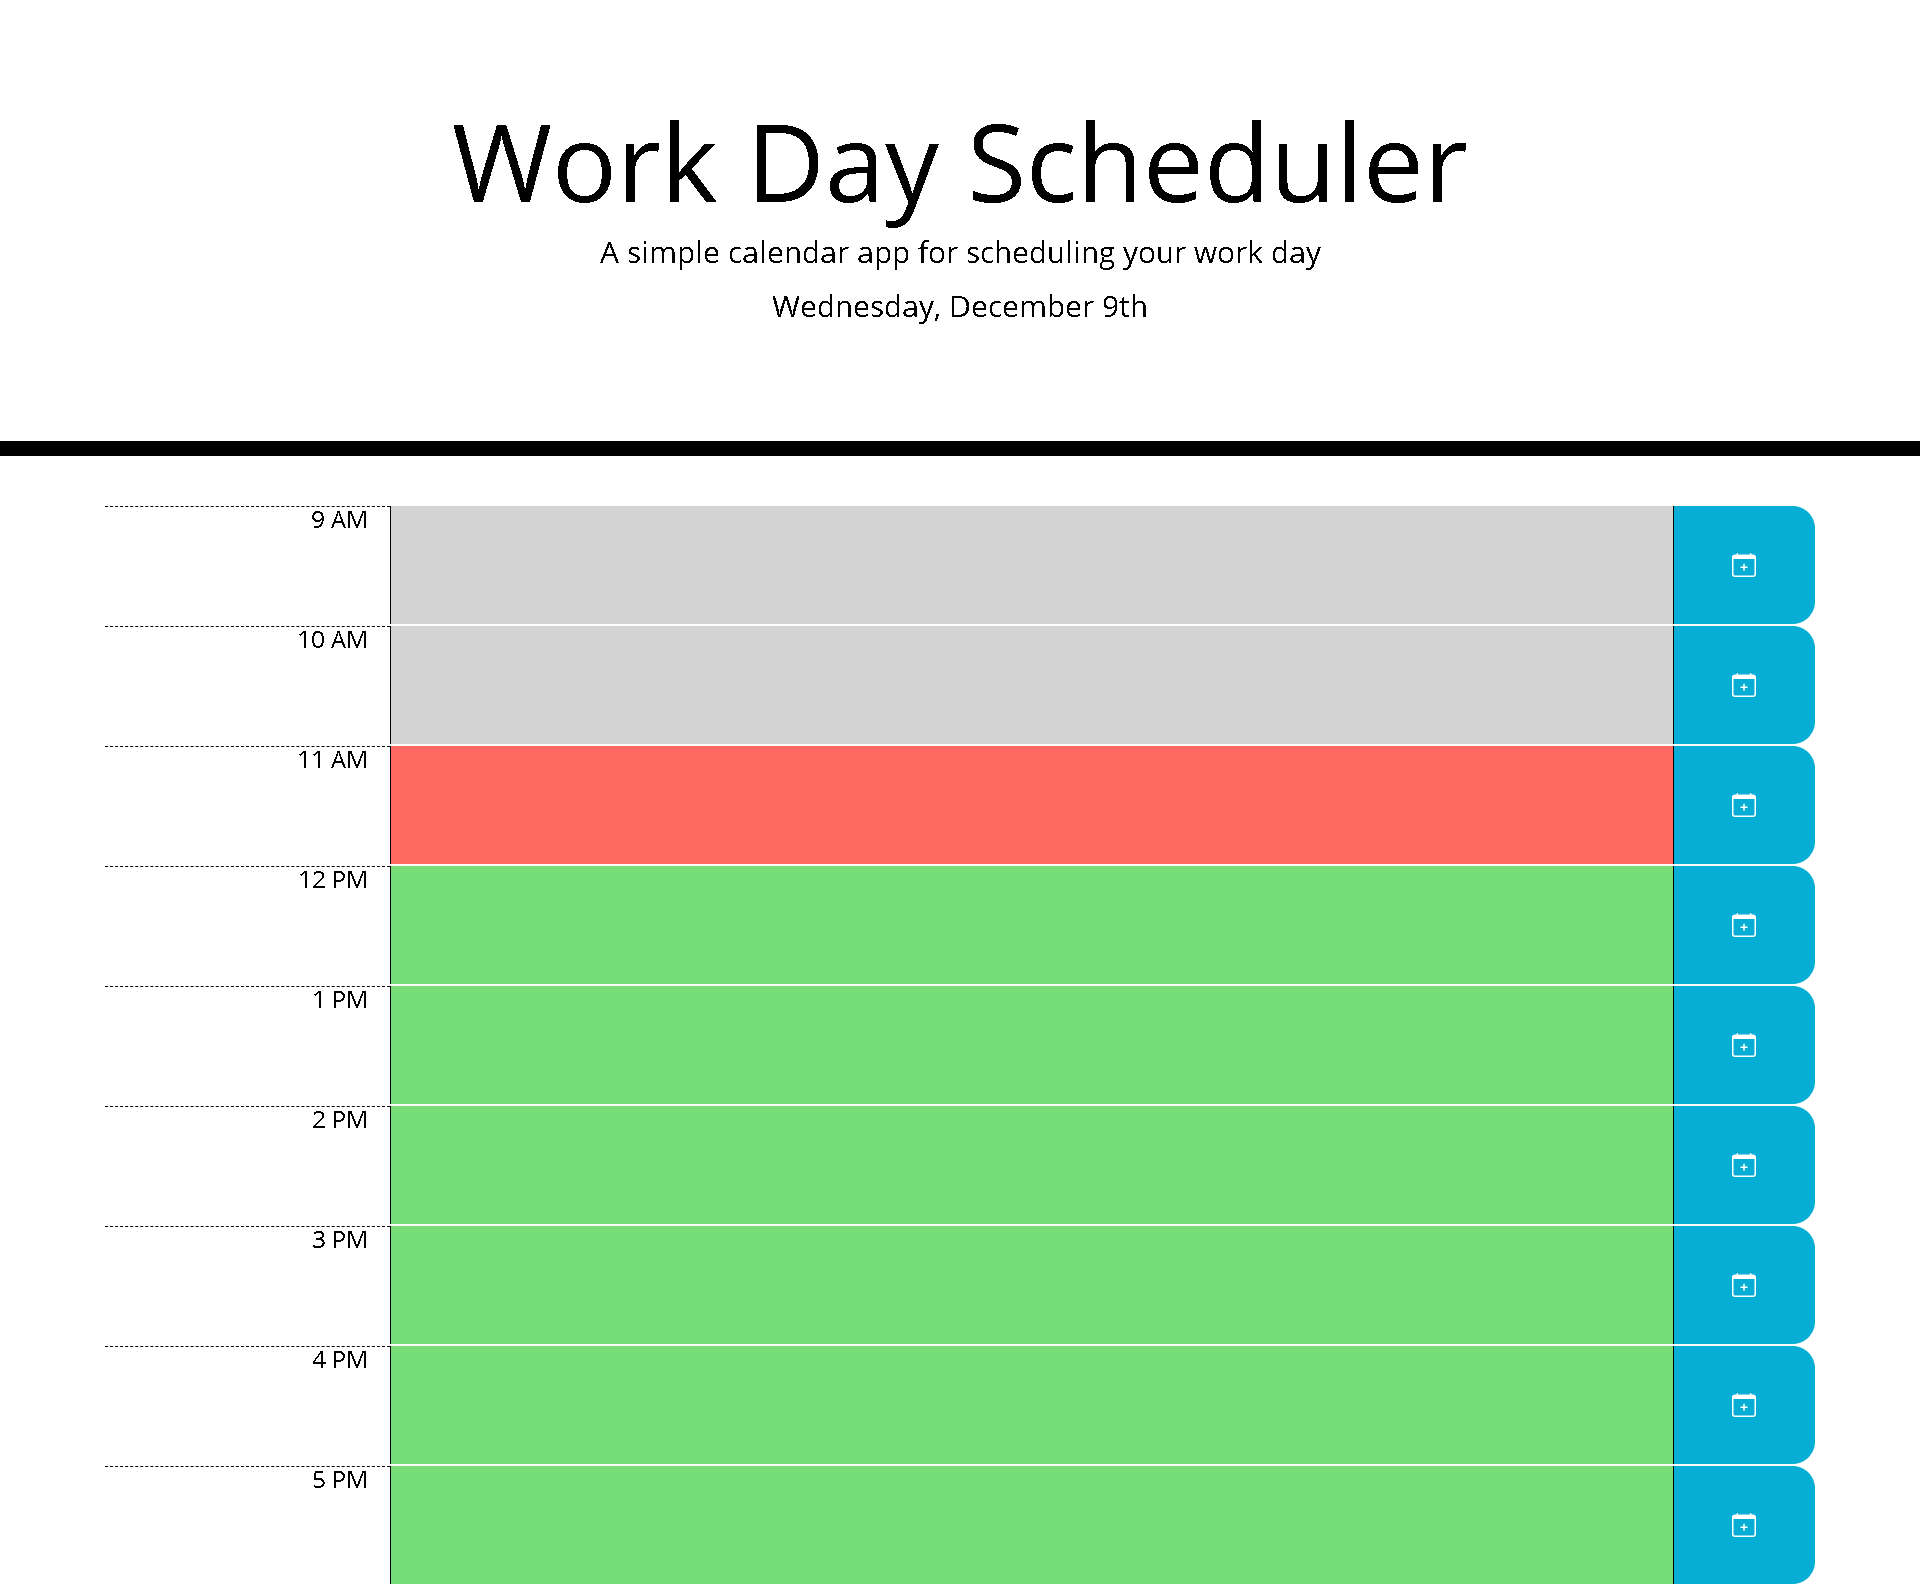 Work Day Scheduler
A simple calendar app for scheduling your work day
Wednesday, December 9th
9 AM
10 AM
11 AM
12 PM
1 PM
2 PM
3 PM
4 PM
5 PM